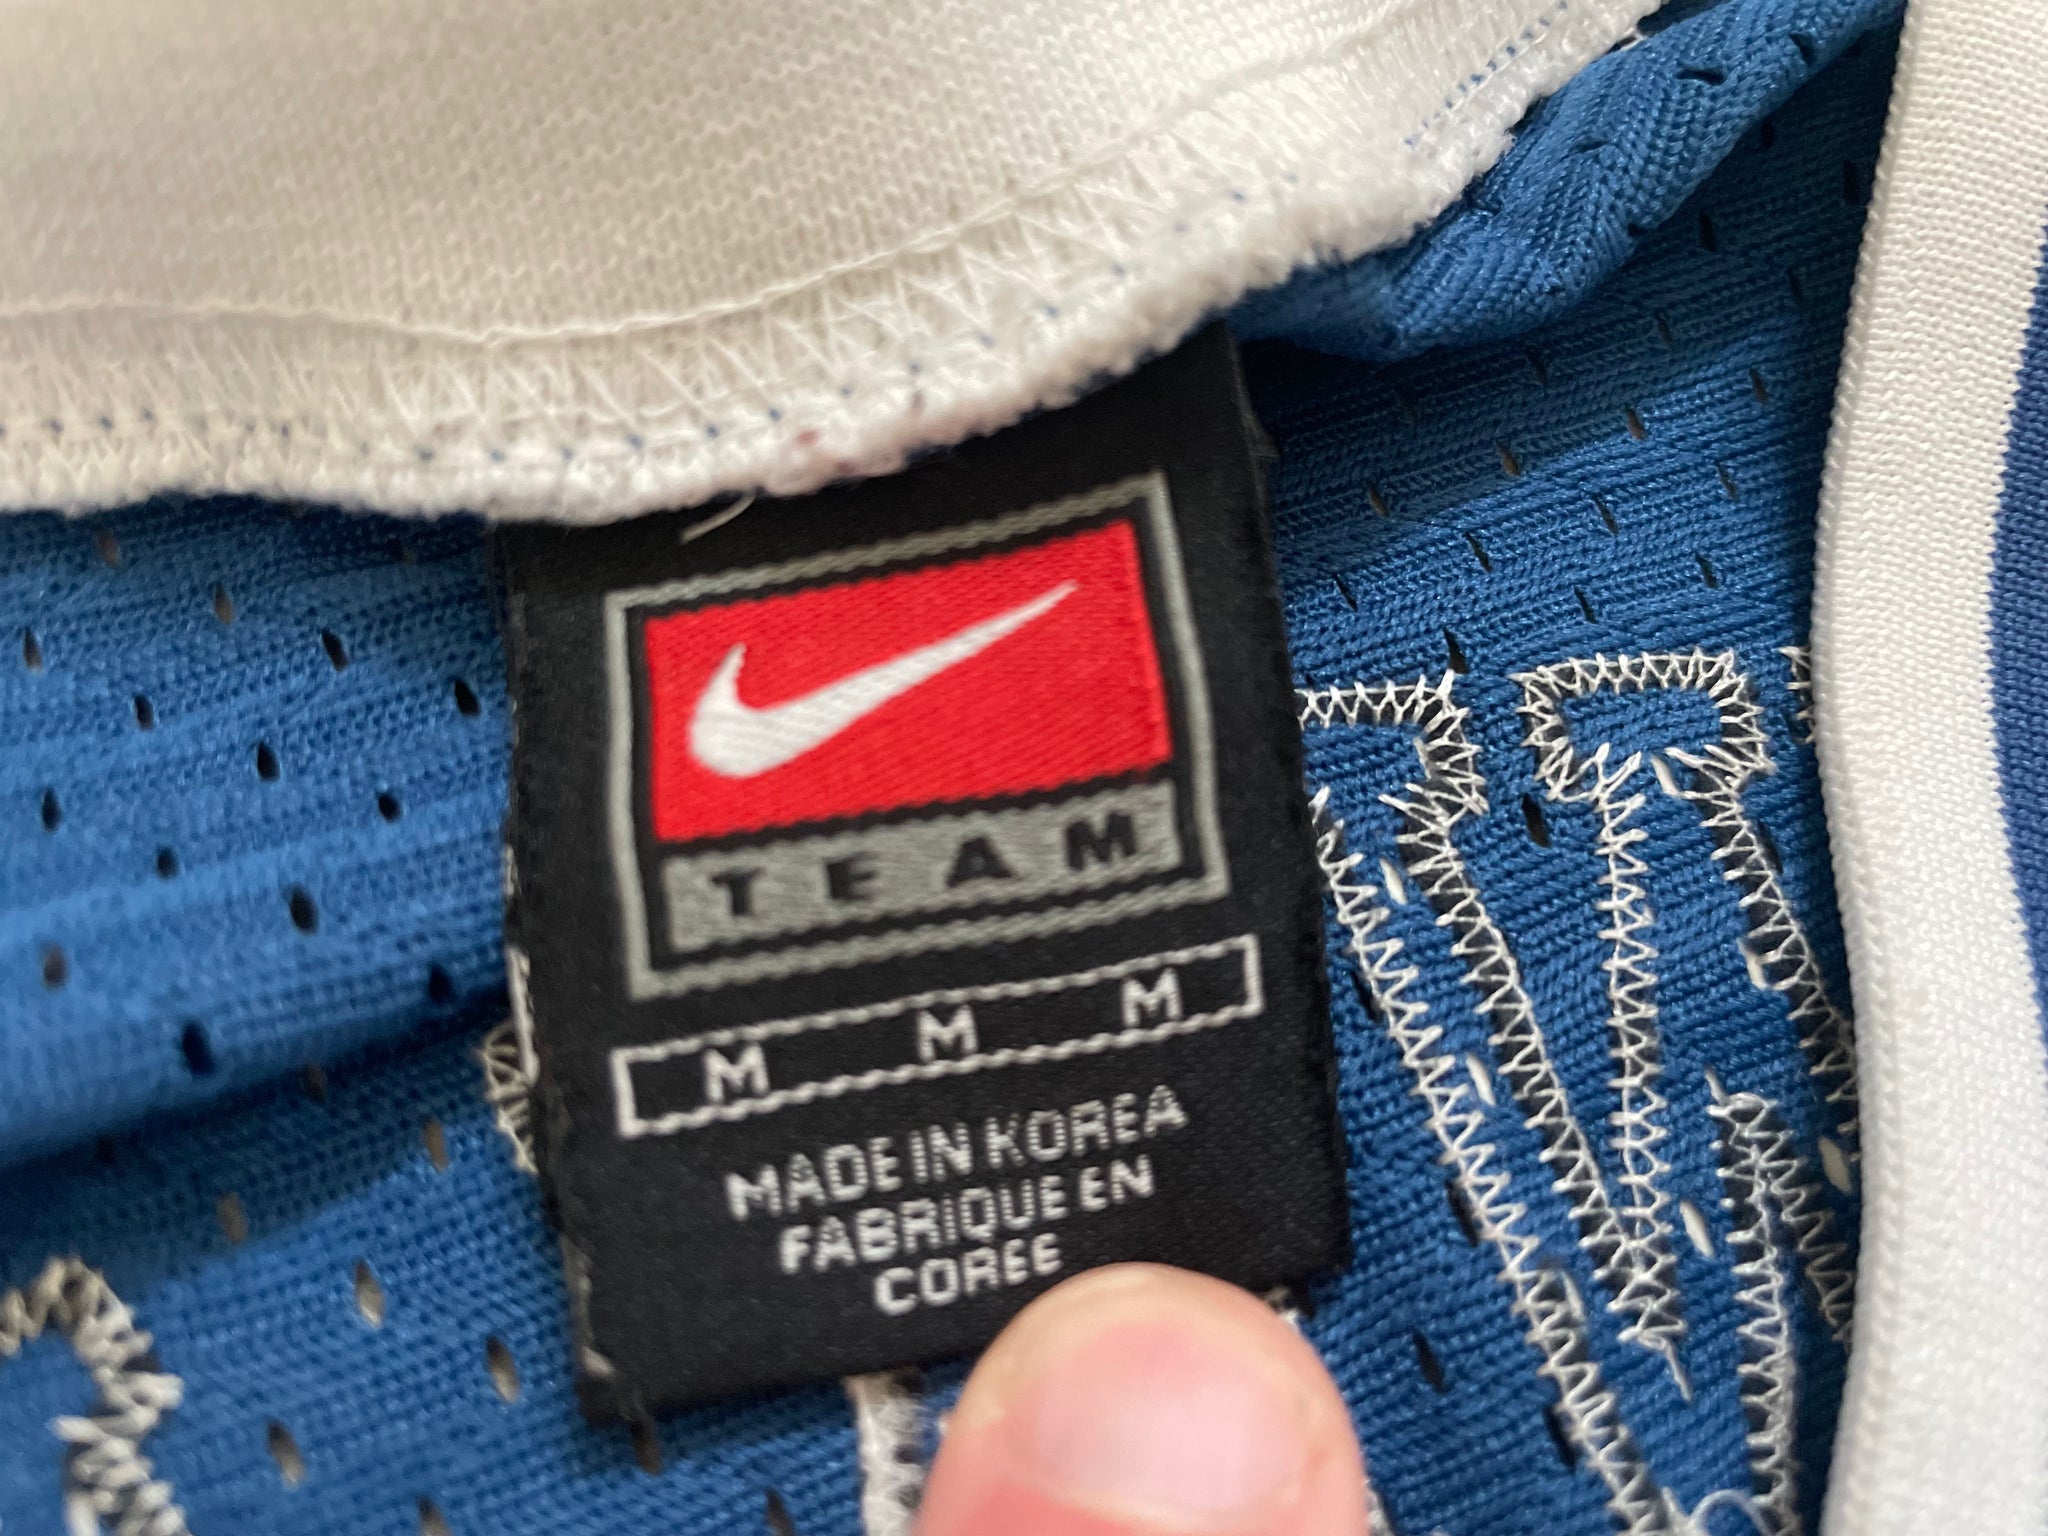 TEAM
M M M
MADE IN KOREA
FABRIQUE EN
COREE